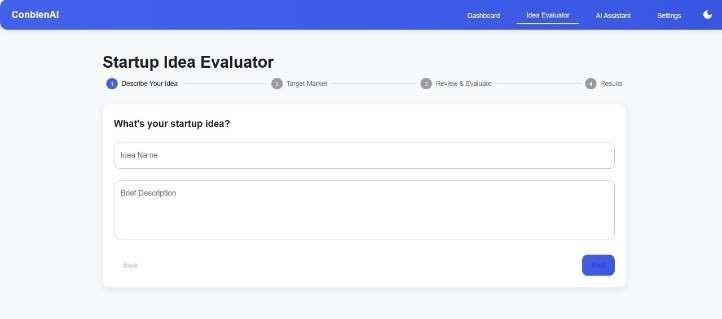 ConbienAI
Dashboard Idea Evaluator AI Assistant Settings
Startup Idea Evaluator
1 Describe Your Idea 2 Target Market 3 Review & Evaluate 4 Results
What's your startup idea?
Idea Name
Brief Description
Back Next